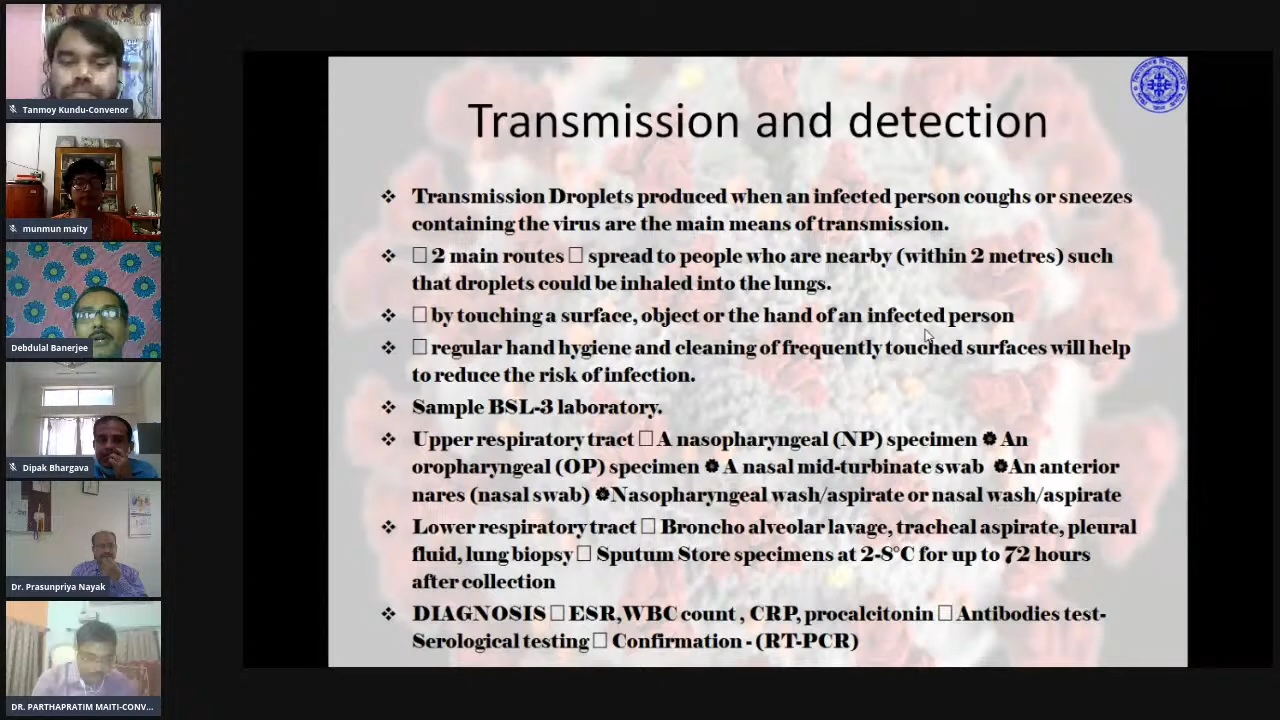 Tanmoy Kundu-Convenor
munmun maity
Debdulal Banerjee
Dipak Bhargava
Dr. Prasunpriya Nayak
DR. PARTHAPRATIM MAITI-CONV...
Transmission and detection
❖ Transmission Droplets produced when an infected person coughs or sneezes
containing the virus are the main means of transmission.
❖ □ 2 main routes □ spread to people who are nearby (within 2 metres) such
that droplets could be inhaled into the lungs.
❖ □ by touching a surface, object or the hand of an infected person
❖ □ regular hand hygiene and cleaning of frequently touched surfaces will help
to reduce the risk of infection.
❖ Sample BSL-3 laboratory.
❖ Upper respiratory tract □ A nasopharyngeal (NP) specimen ✹ An
oropharyngeal (OP) specimen ✹ A nasal mid-turbinate swab ✹An anterior
nares (nasal swab) ✹Nasopharyngeal wash/aspirate or nasal wash/aspirate
❖ Lower respiratory tract □ Broncho alveolar lavage, tracheal aspirate, pleural
fluid, lung biopsy □ Sputum Store specimens at 2-8°C for up to 72 hours
after collection
❖ DIAGNOSIS □ ESR,WBC count , CRP, procalcitonin □ Antibodies test-
Serological testing □ Confirmation - (RT-PCR)